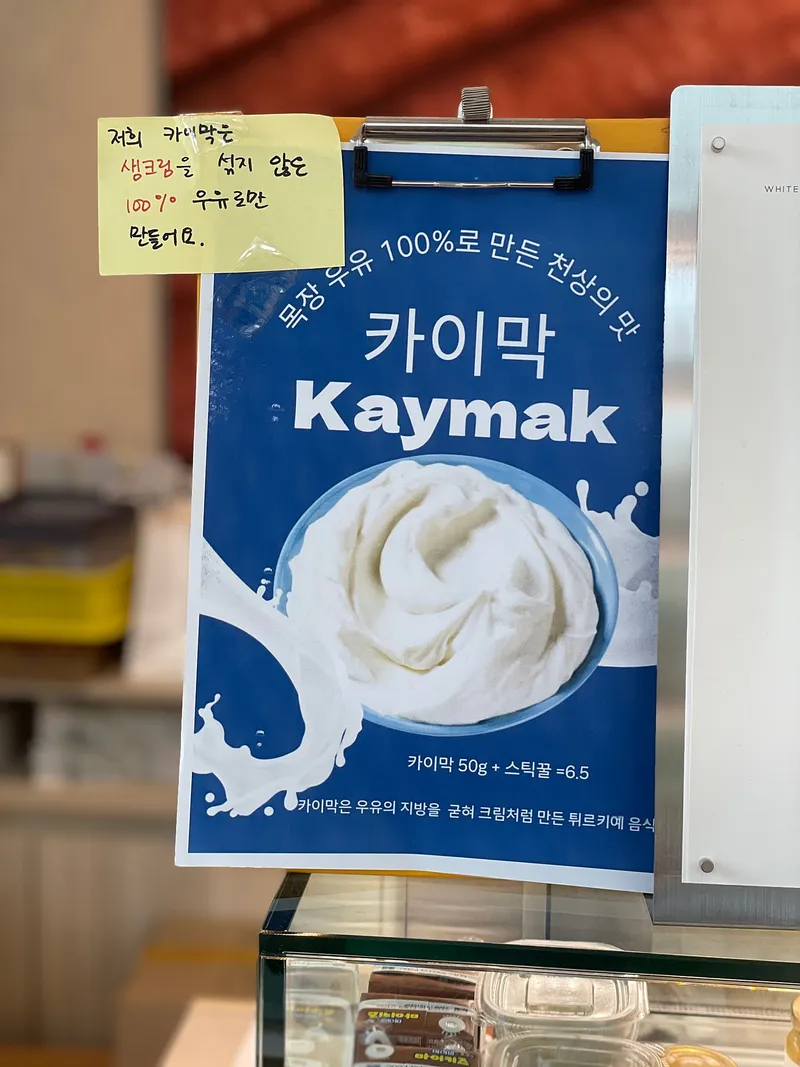 저희 카이막은
생크림을 섞지 않은
100% 우유로만
만들어요.
목장 우유 100%로 만든 천상의 맛
카이막
Kaymak
카이막 50g + 스틱꿀 =6.5
카이막은 우유의 지방을 굳혀 크림처럼 만든 튀르키예 음식
WHITE